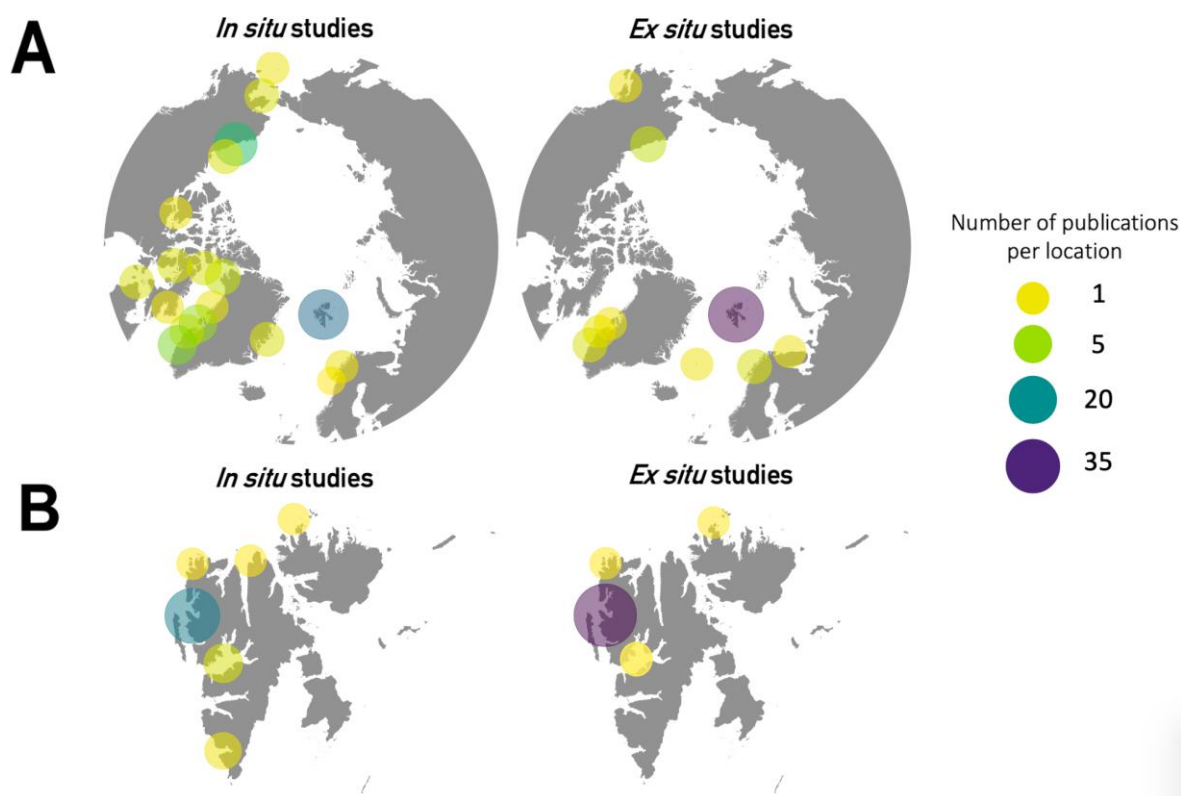 A
In situ studies
Ex situ studies
Number of publications
per location
1
5
20
35
B
In situ studies
Ex situ studies